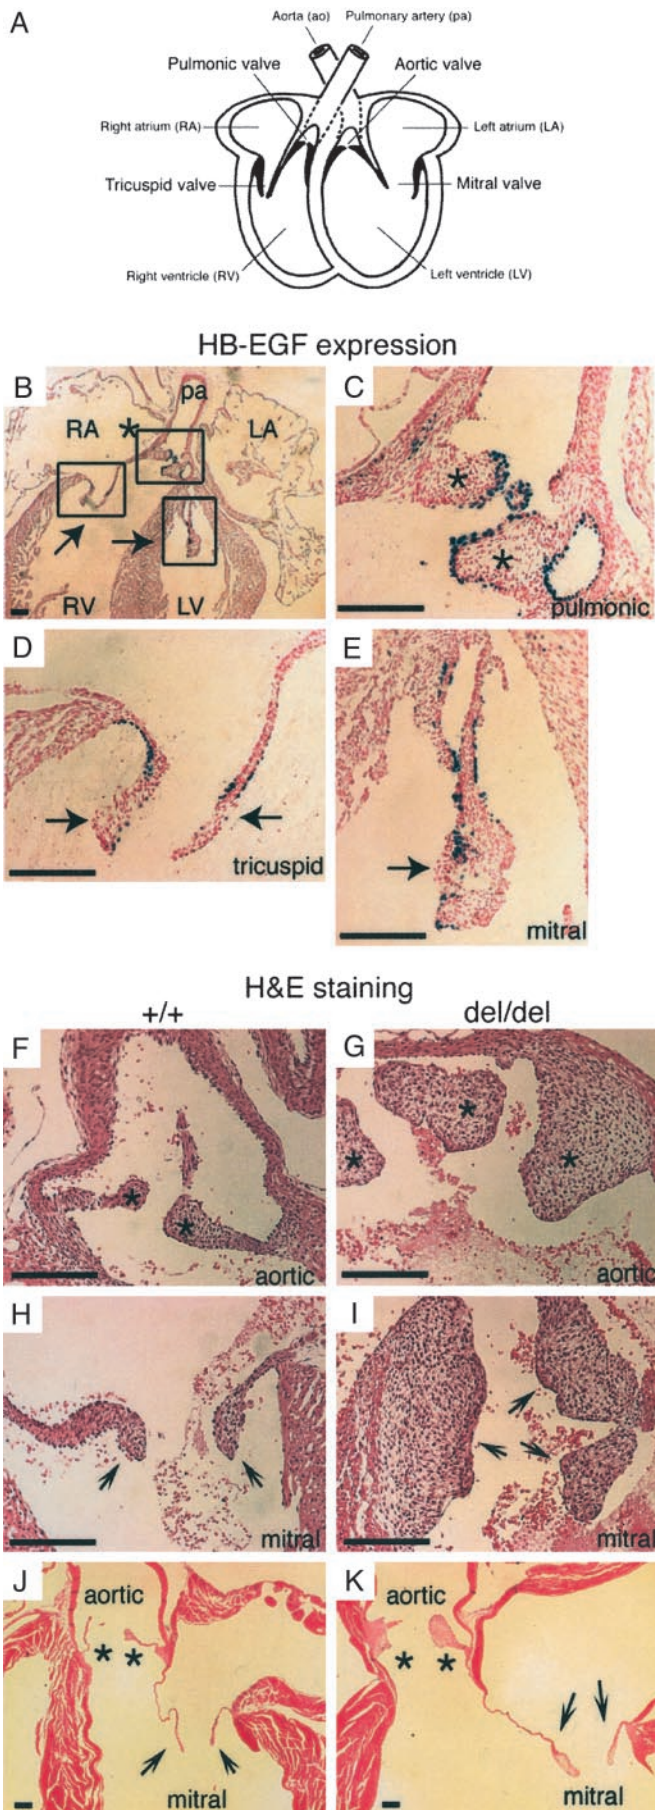 A
Aorta (ao) Pulmonary artery (pa)
Pulmonic valve Aortic valve
Right atrium (RA) Left atrium (LA)
Tricuspid valve Mitral valve
Right ventricle (RV) Left ventricle (LV)
HB-EGF expression
B pa RA * LA RV LV
C * * pulmonic
D tricuspid
E mitral
H&E staining
+/+ del/del
F * * aortic
G * * * aortic
H mitral
I mitral
J aortic * * mitral
K aortic * * mitral